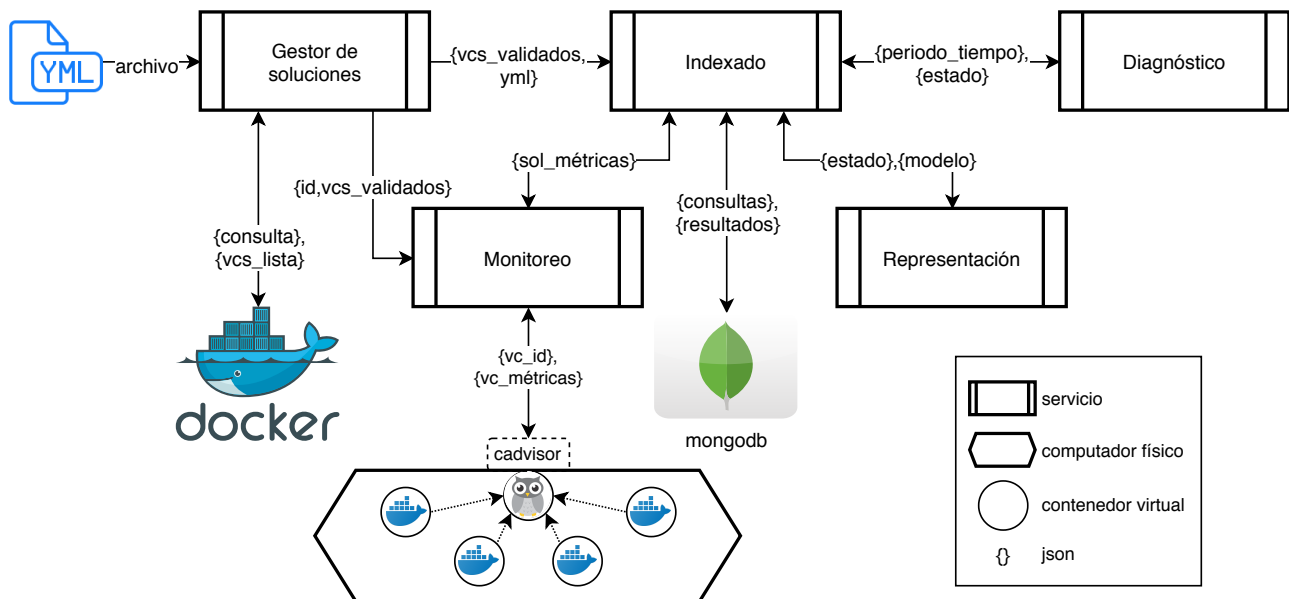 YML
archivo
Gestor de
soluciones
{vcs_validados,
yml}
Indexado
{periodo_tiempo},
{estado}
Diagnóstico
{sol_métricas}
{estado},{modelo}
{id,vcs_validados}
{consultas},
{resultados}
{consulta},
{vcs_lista}
Monitoreo
Representación
docker
{vc_id},
{vc_métricas}
mongodb
cadvisor
servicio
computador físico
contenedor virtual
{} json